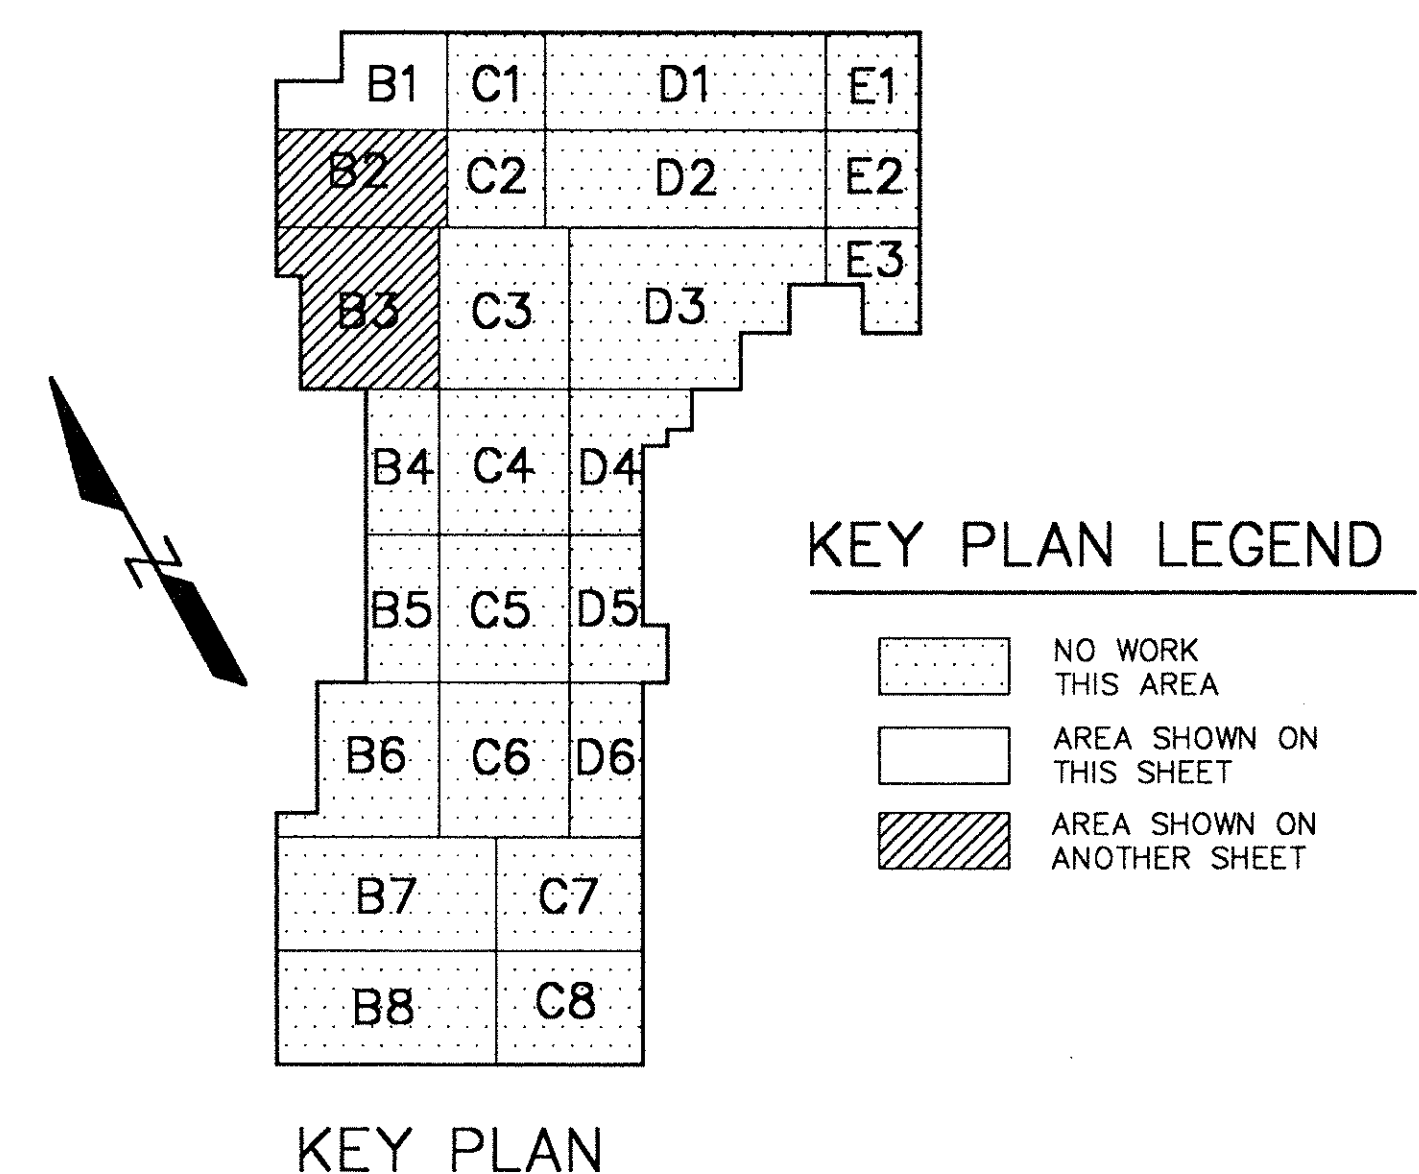 B1 C1 D1 E1
B2 C2 D2 E2
B3 C3 D3 E3
B4 C4 D4
B5 C5 D5
B6 C6 D6
B7 C7
B8 C8
N
KEY PLAN LEGEND
NO WORK
THIS AREA
AREA SHOWN ON
THIS SHEET
AREA SHOWN ON
ANOTHER SHEET
KEY PLAN